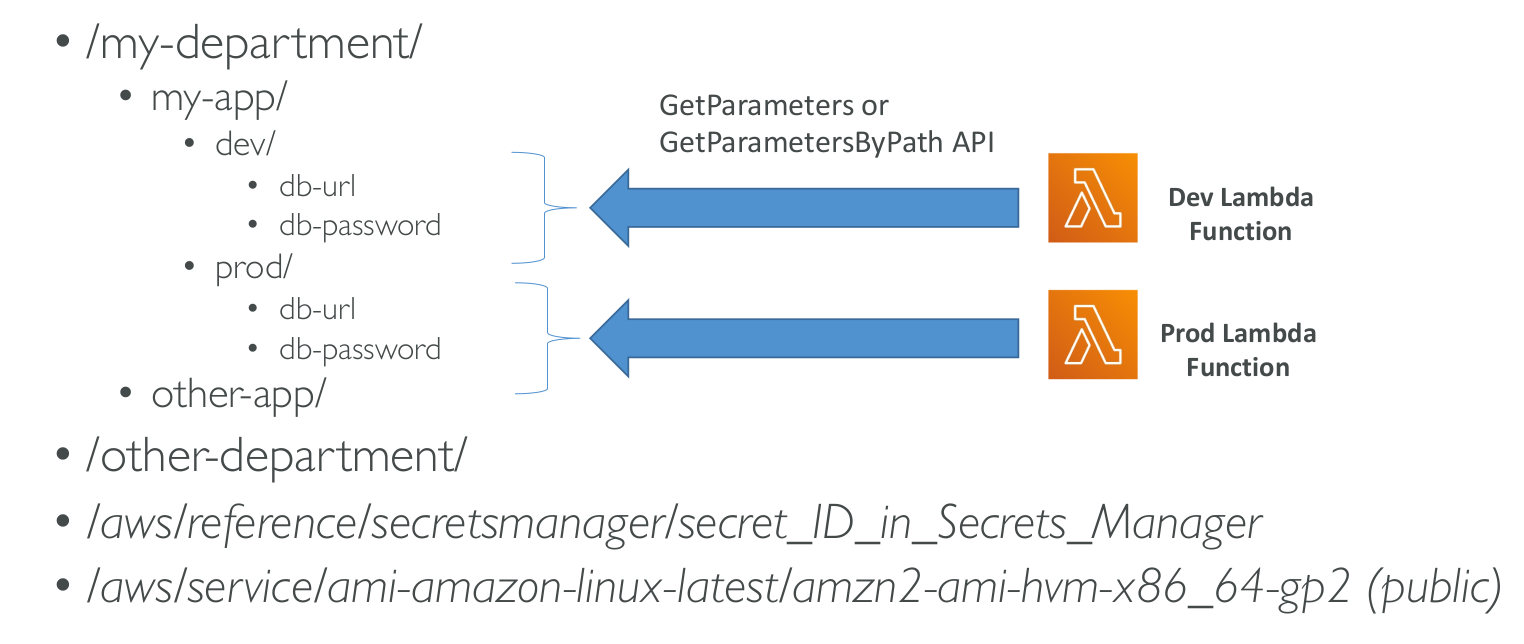 • /my-department/
• my-app/
• dev/
• db-url
• db-password
• prod/
• db-url
• db-password
• other-app/
• /other-department/
• /aws/reference/secretsmanager/secret_ID_in_Secrets_Manager
• /aws/service/ami-amazon-linux-latest/amzn2-ami-hvm-x86_64-gp2 (public)
GetParameters or
GetParametersByPath API
Dev Lambda
Function
Prod Lambda
Function